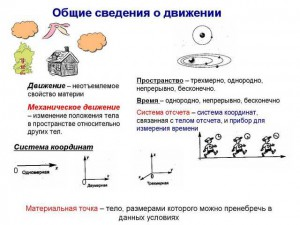 Общие сведения о движении
Движение – неотъемлемое
свойство материи
Механическое движение
– изменение положения тела
в пространстве относительно
других тел.
Система координат
Одномерная
Двумерная
Трехмерная
Пространство – трехмерно, однородно,
непрерывно, бесконечно.
Время – однородно, непрерывно, бесконечно
Система отсчета – система координат,
связанная с телом отсчета, и прибор для
измерения времени
Материальная точка – тело, размерами которого можно пренебречь в
данных условиях